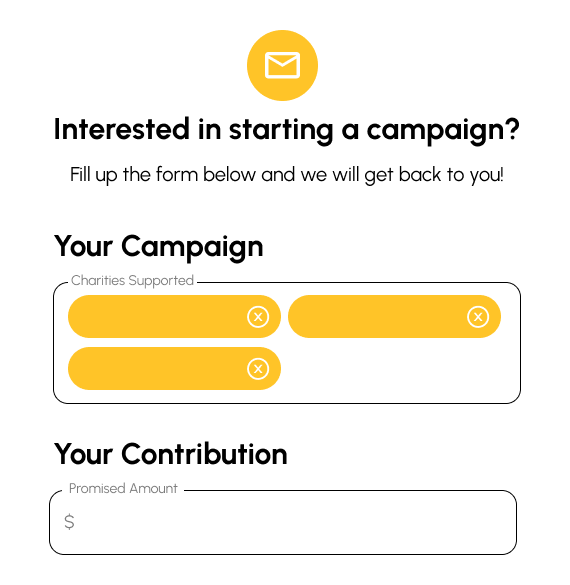 Interested in starting a campaign?
Fill up the form below and we will get back to you!
Your Campaign
Charities Supported
Your Contribution
Promised Amount
$